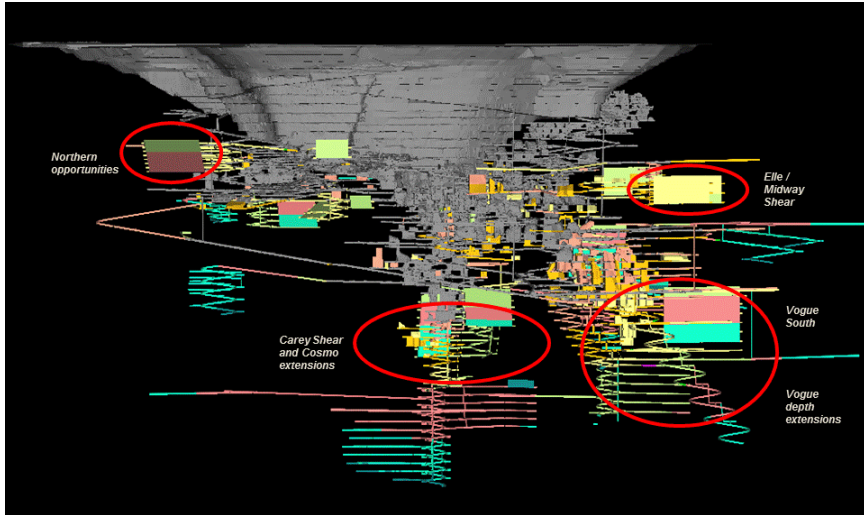 Northern
opportunities
Elle /
Midway
Shear
Carey Shear
and Cosmo
extensions
Vogue
South
Vogue
depth
extensions